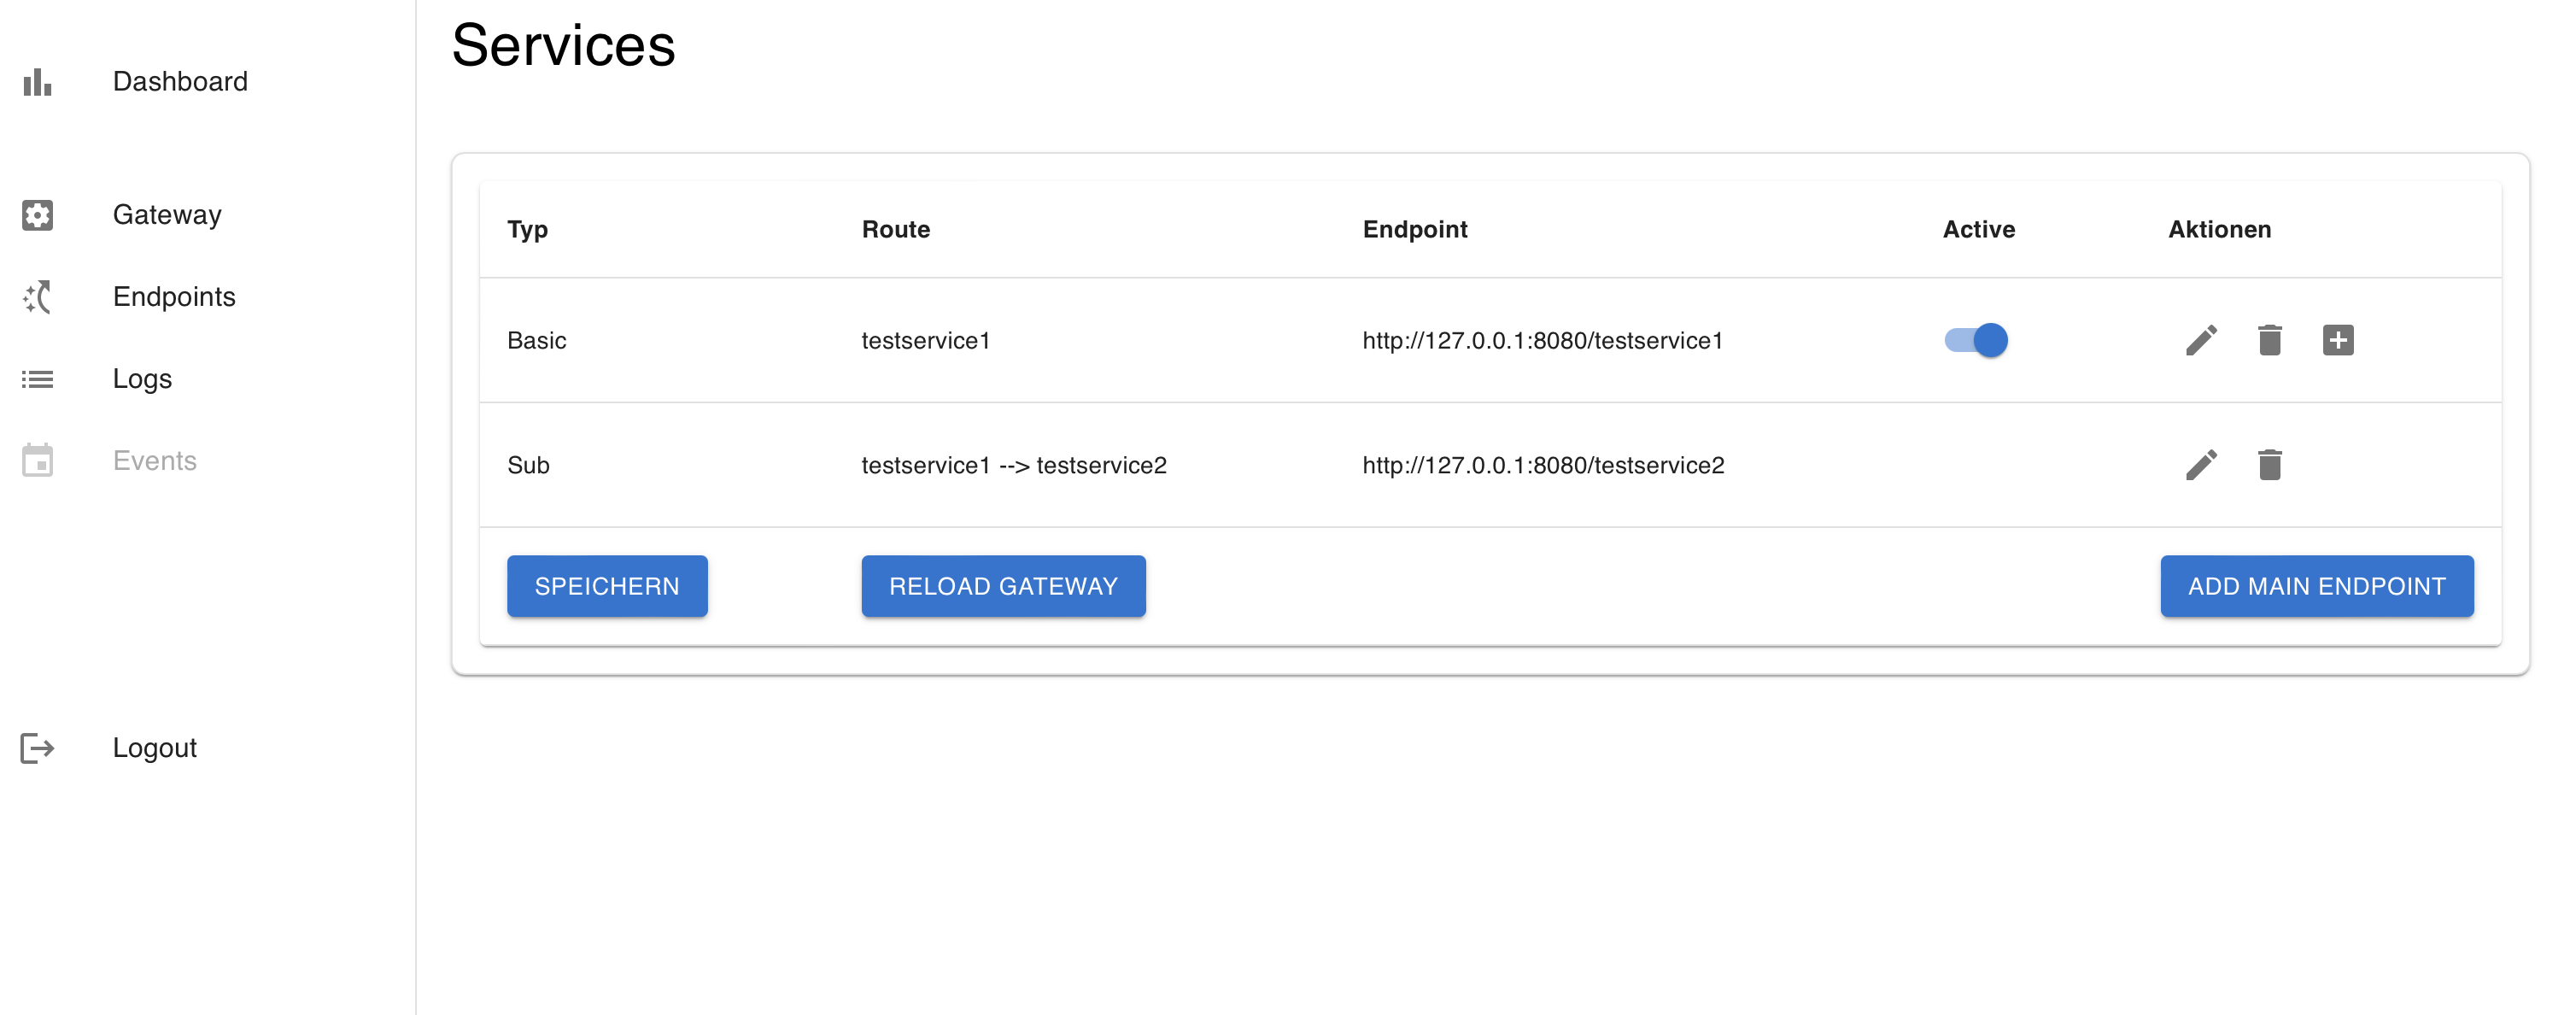 Services
Dashboard
Gateway
Endpoints
Logs
Events
Logout
Typ Route Endpoint Active Aktionen
Basic testservice1 http://127.0.0.1:8080/testservice1
Sub testservice1 --> testservice2 http://127.0.0.1:8080/testservice2
SPEICHERN RELOAD GATEWAY ADD MAIN ENDPOINT